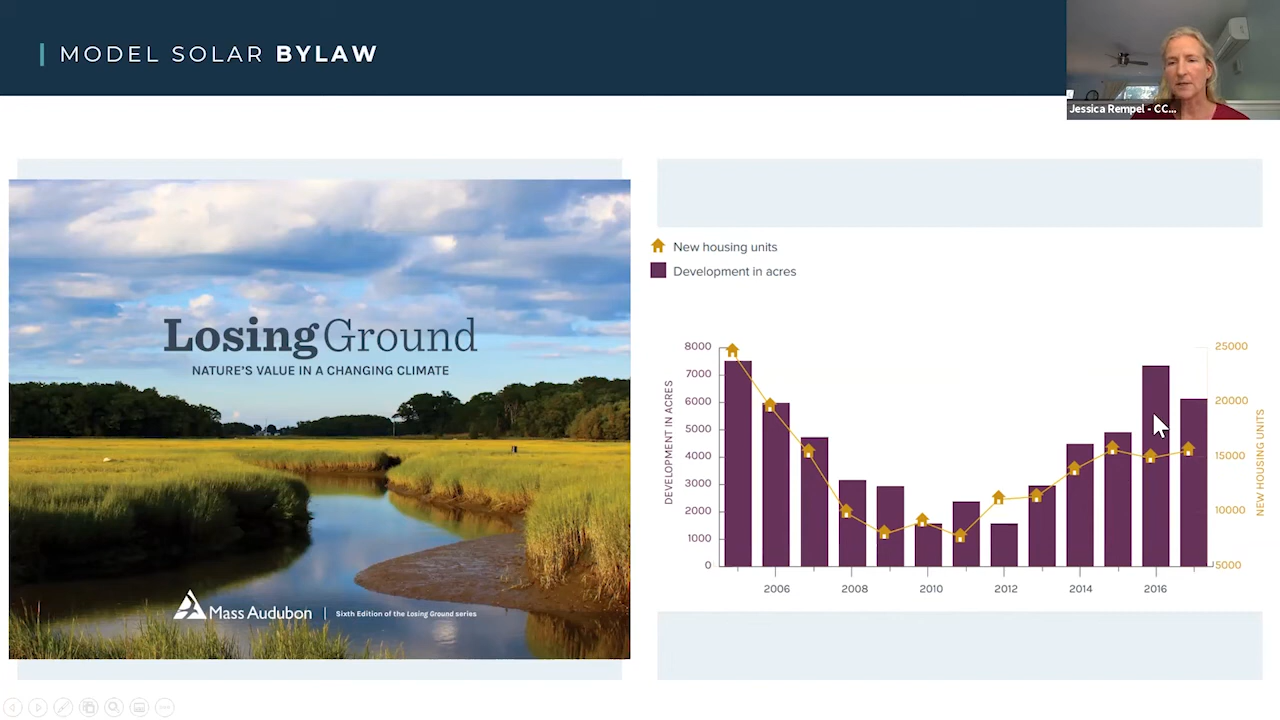 MODEL SOLAR BYLAW
Jessica Rempel - CC...
Losing Ground
NATURE'S VALUE IN A CHANGING CLIMATE
Mass Audubon
Sixth Edition of the Losing Ground series
New housing units
Development in acres
DEVELOPMENT IN ACRES
8000
7000
6000
5000
4000
3000
2000
1000
0
25000
20000
15000
10000
5000
NEW HOUSING UNITS
2006
2008
2010
2012
2014
2016